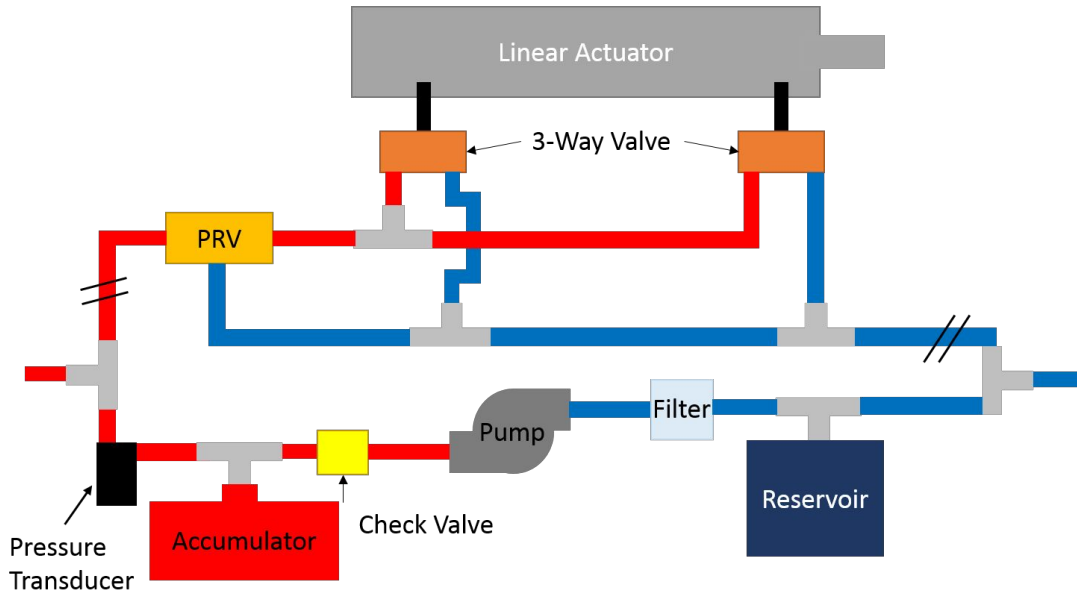 Linear Actuator
3-Way Valve
PRV
Filter
Pump
Reservoir
Check Valve
Accumulator
Pressure
Transducer